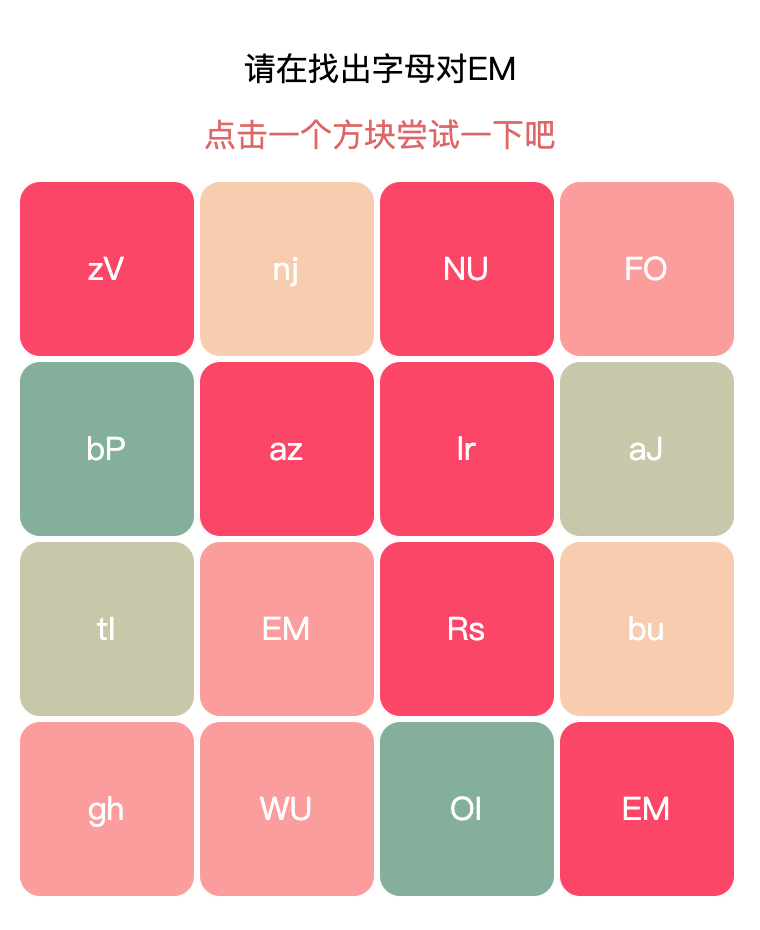 请在找出字母对EM
点击一个方块尝试一下吧
zV nj NU FO
bP az Ir aJ
tI EM Rs bu
gh WU OI EM